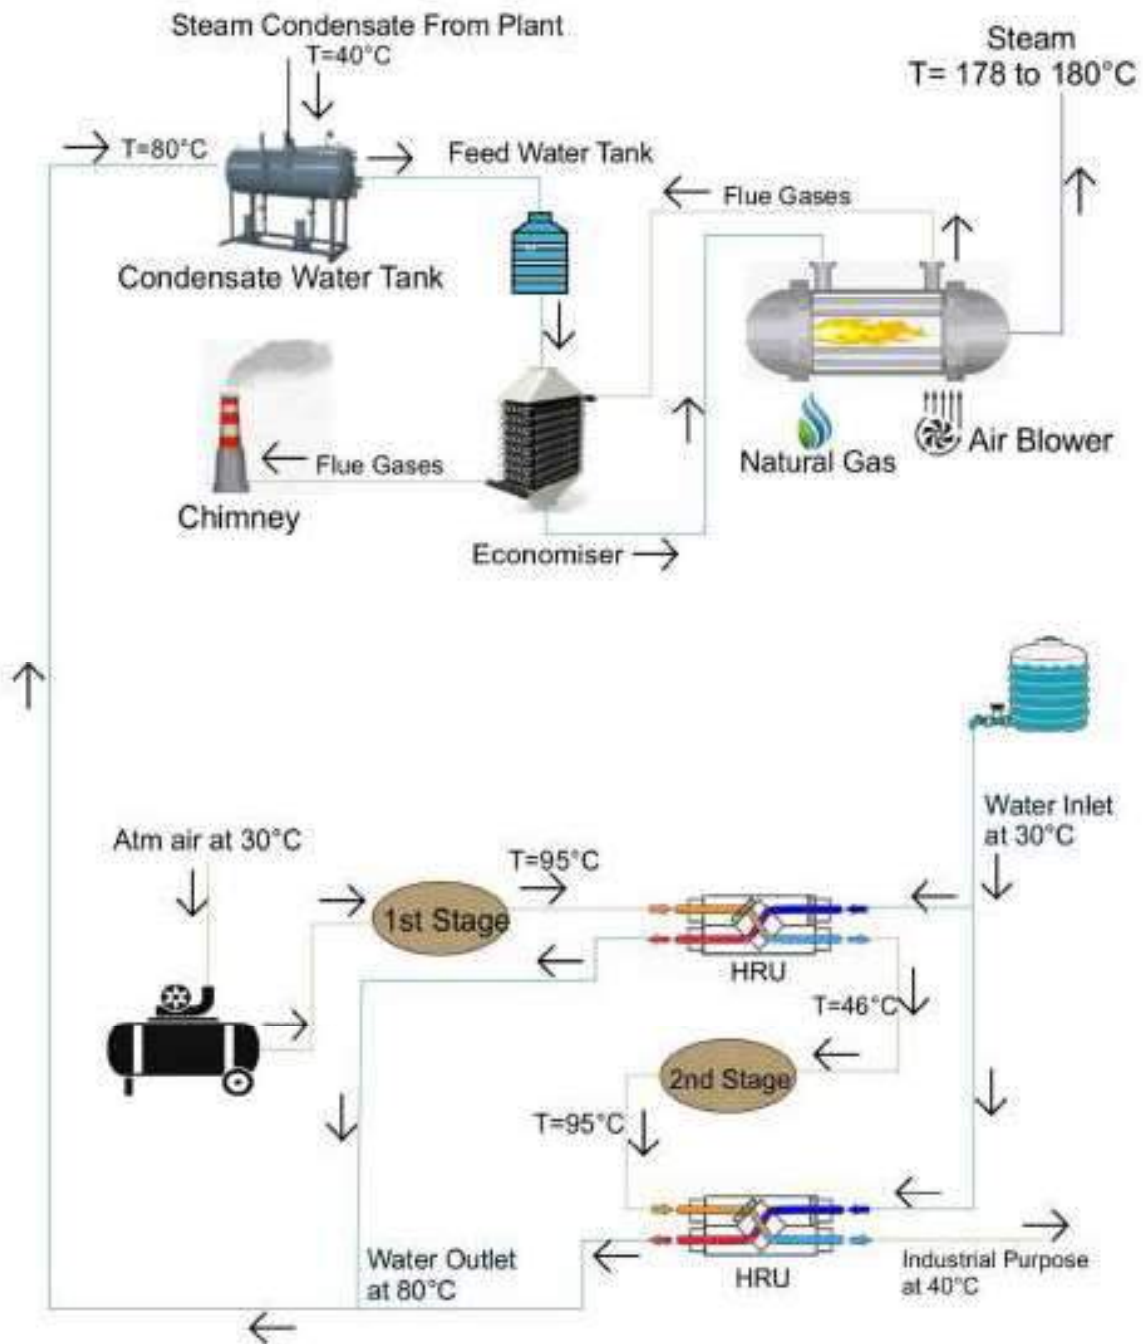 Steam Condensate From Plant
T=40°C
Steam
T= 178 to 180°C
T=80°C
Feed Water Tank
Flue Gases
Condensate Water Tank
Natural Gas
Air Blower
Flue Gases
Chimney
Economiser
Water Inlet
at 30°C
Atm air at 30°C
T=95°C
1st Stage
HRU
T=46°C
2nd Stage
T=95°C
Water Outlet
at 80°C
HRU
Industrial Purpose
at 40°C